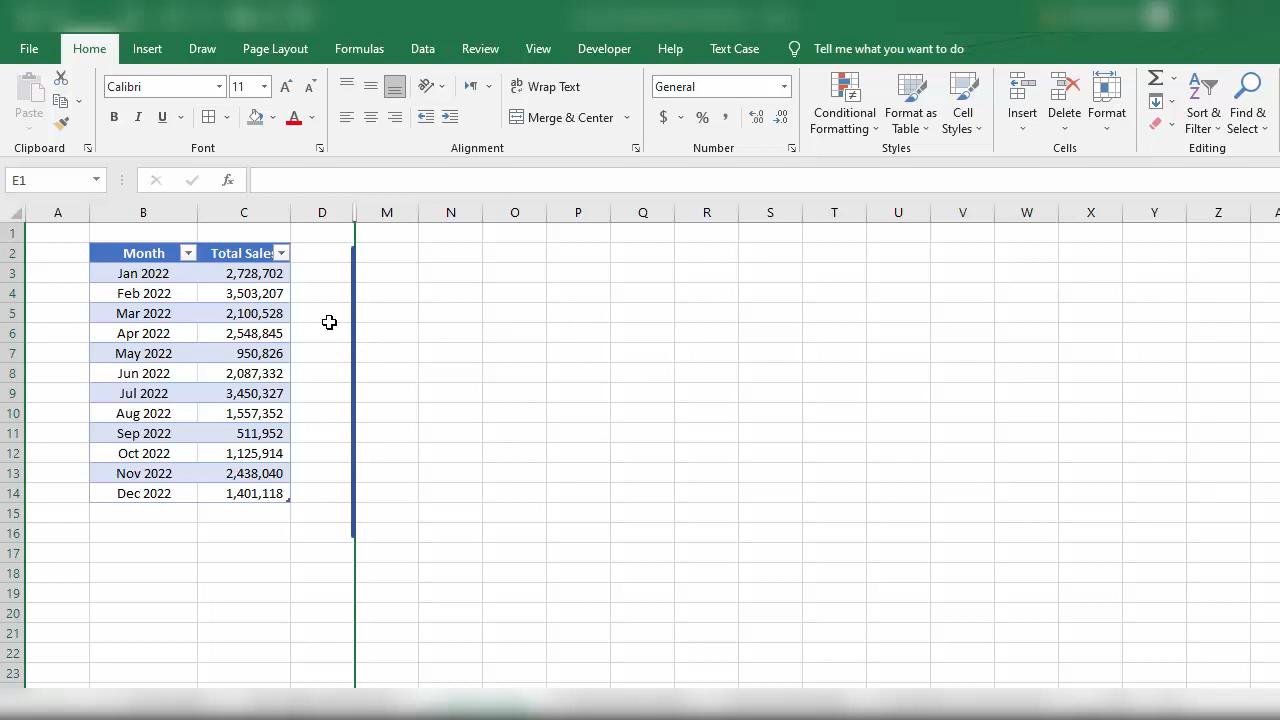 File Home Insert Draw Page Layout Formulas Data Review View Developer Help Text Case Tell me what you want to do
Paste Calibri 11 Wrap Text General Conditional Formatting Format as Table Cell Styles Insert Delete Format Sort & Filter Find & Select
B I U Merge & Center $ % ,
Clipboard Font Alignment Number Styles Cells Editing
E1 fx
A B C D M N O P Q R S T U V W X Y Z
1
2 Month Total Sales
3 Jan 2022 2,728,702
4 Feb 2022 3,503,207
5 Mar 2022 2,100,528
6 Apr 2022 2,548,845
7 May 2022 950,826
8 Jun 2022 2,087,332
9 Jul 2022 3,450,327
10 Aug 2022 1,557,352
11 Sep 2022 511,952
12 Oct 2022 1,125,914
13 Nov 2022 2,438,040
14 Dec 2022 1,401,118
15
16
17
18
19
20
21
22
23